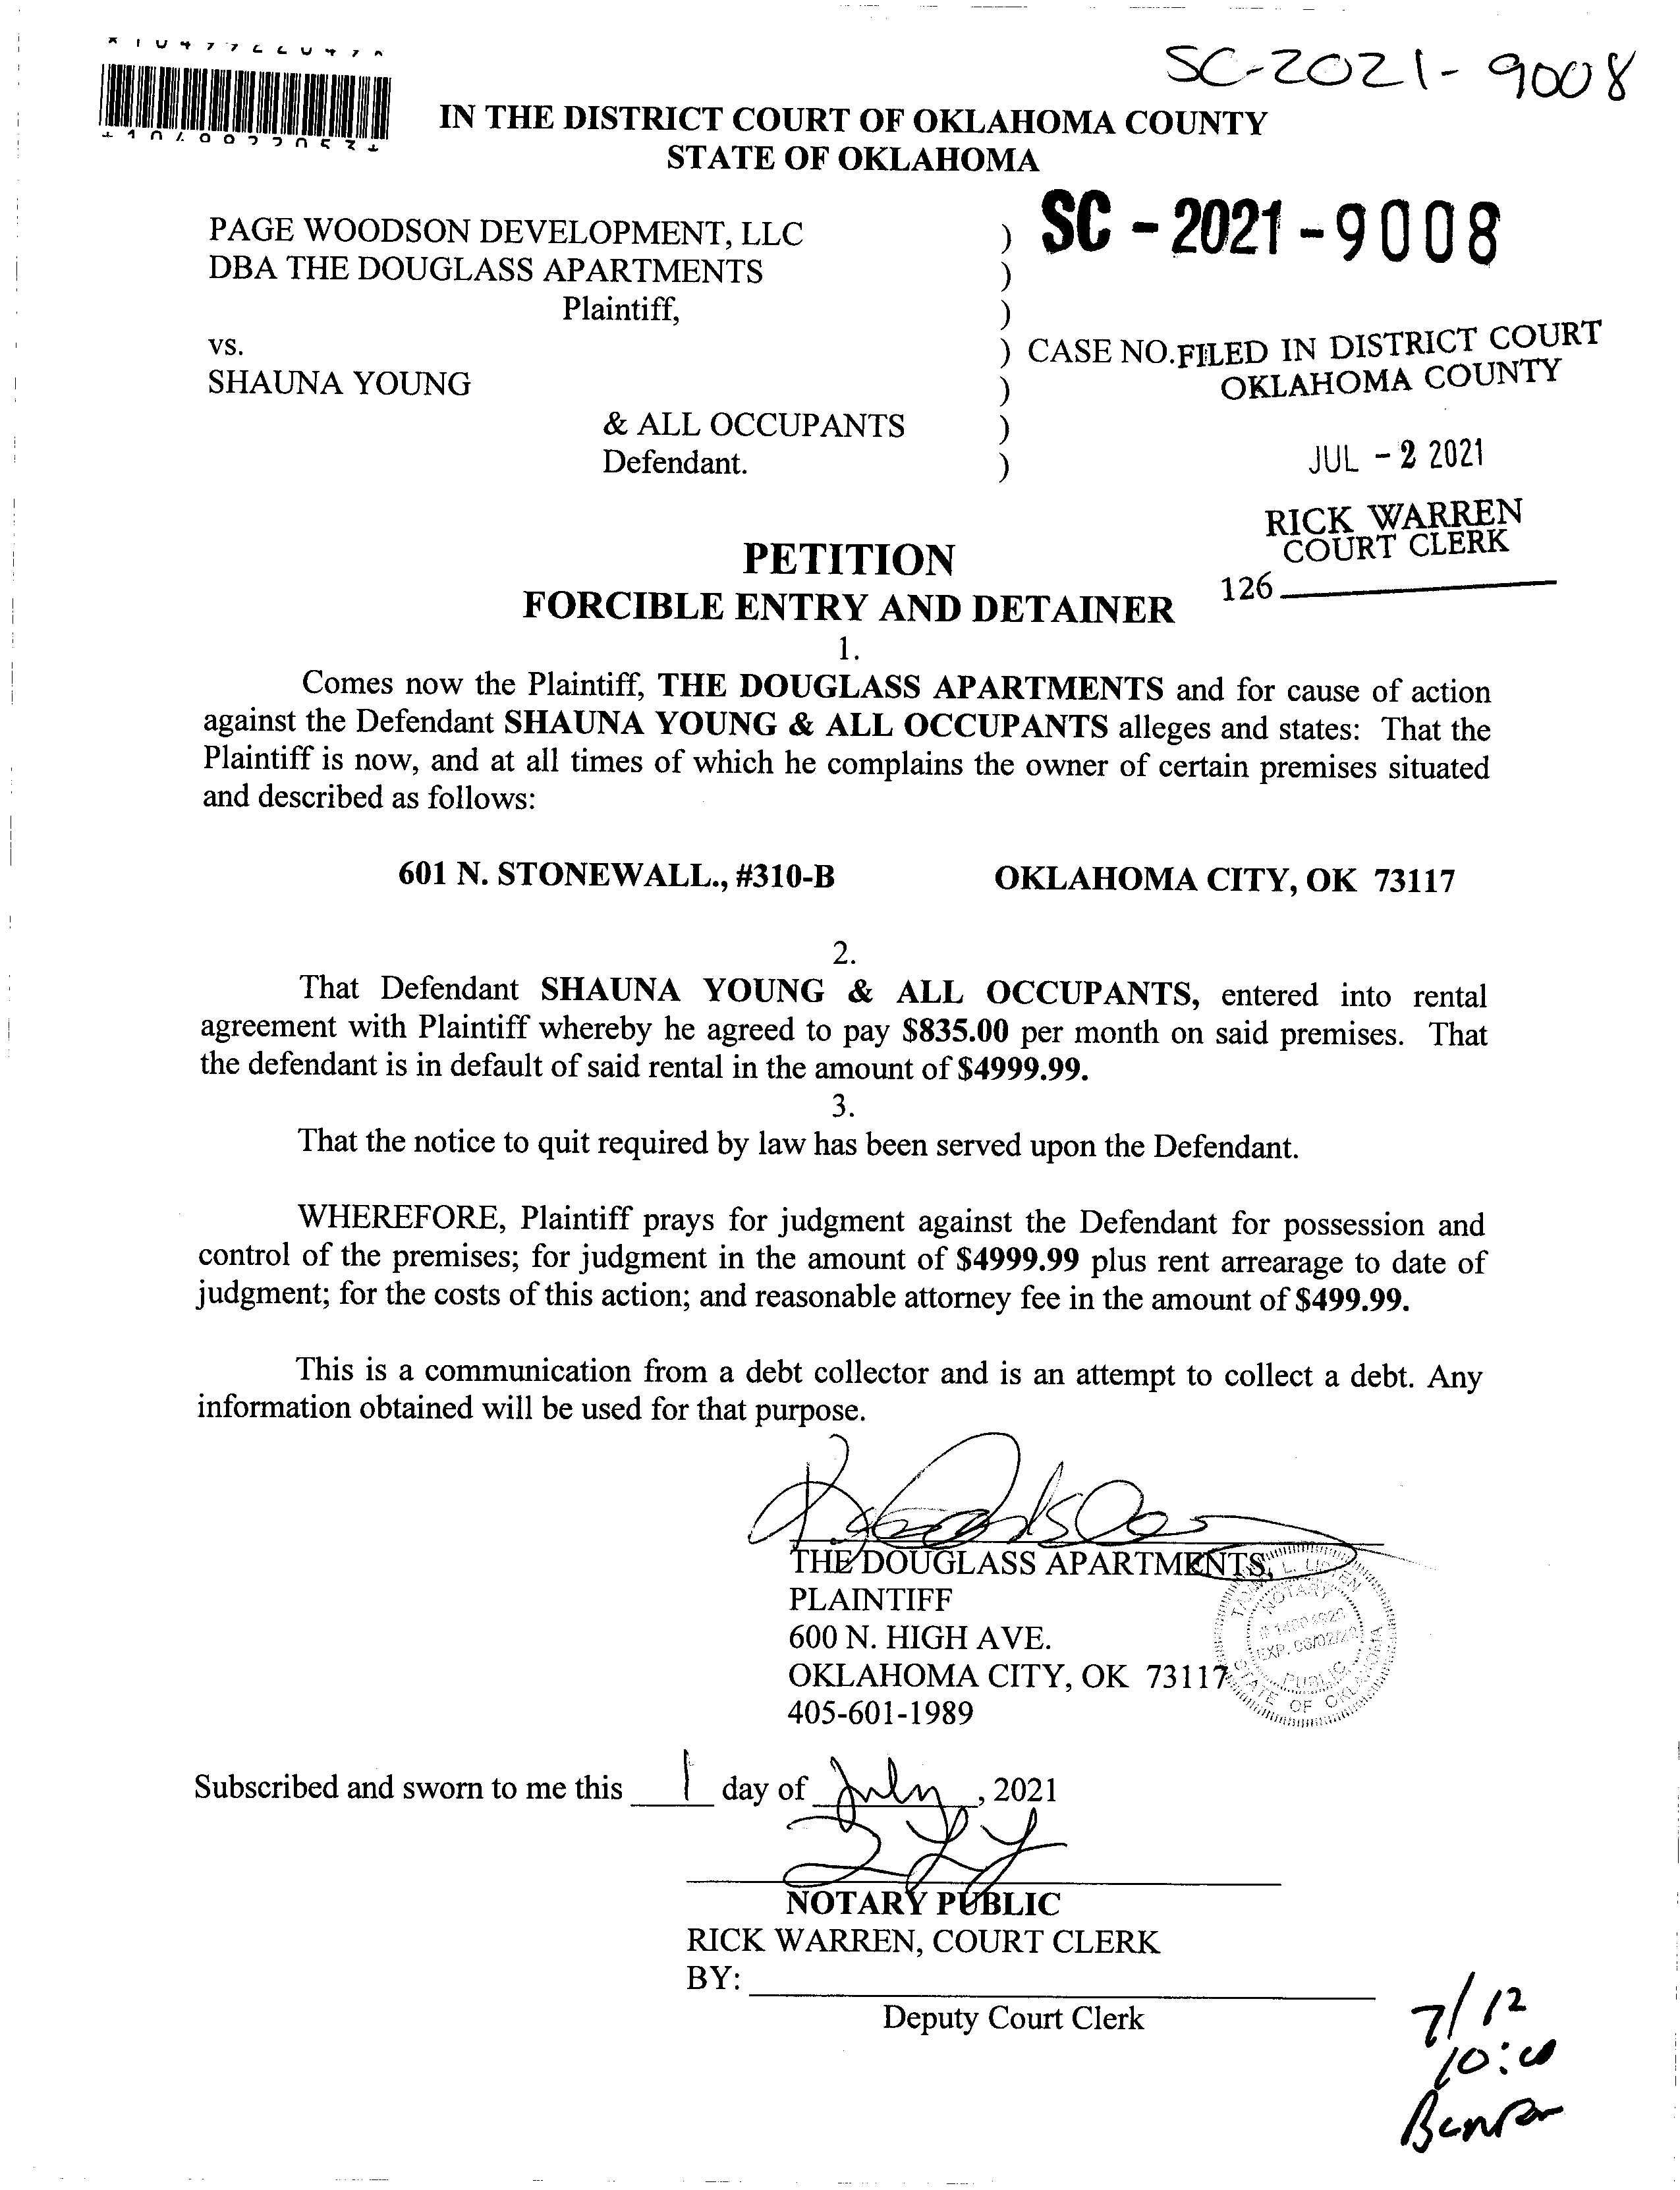 SC-2021-9008
IN THE DISTRICT COURT OF OKLAHOMA COUNTY
STATE OF OKLAHOMA
PAGE WOODSON DEVELOPMENT, LLC ) SC - 2021 - 9008
DBA THE DOUGLASS APARTMENTS )
Plaintiff, )
vs. ) CASE NO. FILED IN DISTRICT COURT
SHAUNA YOUNG ) OKLAHOMA COUNTY
& ALL OCCUPANTS )
Defendant. ) JUL - 2 2021
RICK WARREN
COURT CLERK
126
PETITION
FORCIBLE ENTRY AND DETAINER
1.
Comes now the Plaintiff, THE DOUGLASS APARTMENTS and for cause of action
against the Defendant SHAUNA YOUNG & ALL OCCUPANTS alleges and states: That the
Plaintiff is now, and at all times of which he complains the owner of certain premises situated
and described as follows:
601 N. STONEWALL., #310-B OKLAHOMA CITY, OK 73117
2.
That Defendant SHAUNA YOUNG & ALL OCCUPANTS, entered into rental
agreement with Plaintiff whereby he agreed to pay $835.00 per month on said premises. That
the defendant is in default of said rental in the amount of $4999.99.
3.
That the notice to quit required by law has been served upon the Defendant.
WHEREFORE, Plaintiff prays for judgment against the Defendant for possession and
control of the premises; for judgment in the amount of $4999.99 plus rent arrearage to date of
judgment; for the costs of this action; and reasonable attorney fee in the amount of $499.99.
This is a communication from a debt collector and is an attempt to collect a debt. Any
information obtained will be used for that purpose.
THE DOUGLASS APARTMENTS,
PLAINTIFF
600 N. HIGH AVE.
OKLAHOMA CITY, OK 73117
405-601-1989
NOTARY
PUBLIC
STATE OF OKLAHOMA
Subscribed and sworn to me this 1 day of July, 2021
NOTARY PUBLIC
RICK WARREN, COURT CLERK
BY:
Deputy Court Clerk
7/12
10:00